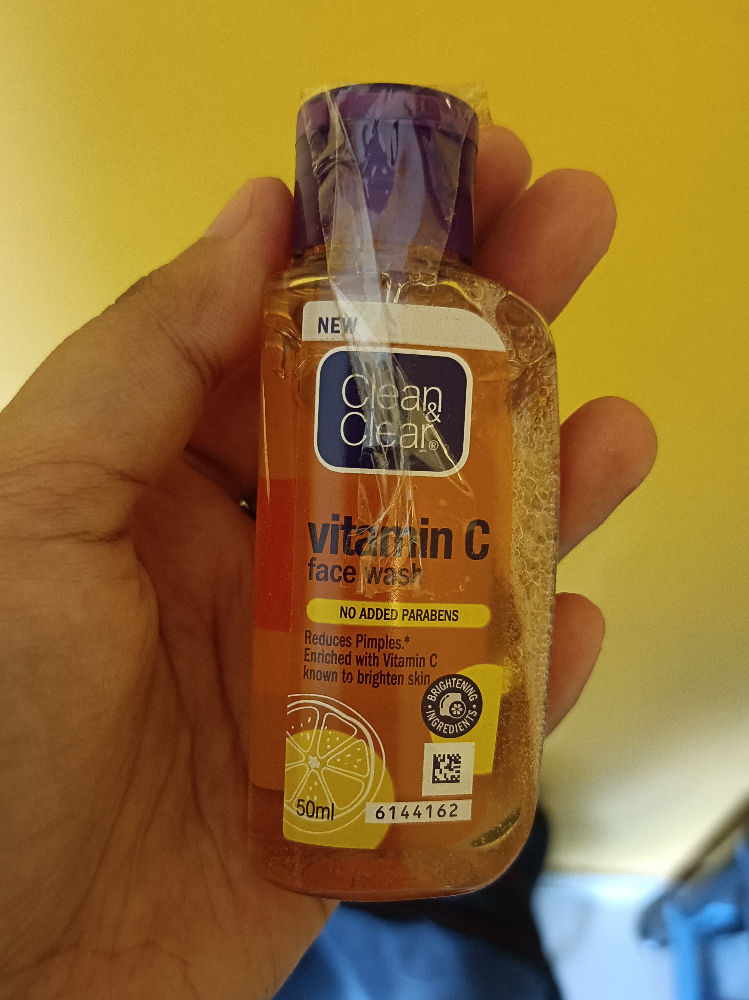 NEW
Clean
&
Clear®
vitamin C
face wash
NO ADDED PARABENS
Reduces Pimples.*
Enriched with Vitamin C
known to brighten skin
BRIGHTENING
INGREDIENTS
50ml
6144162